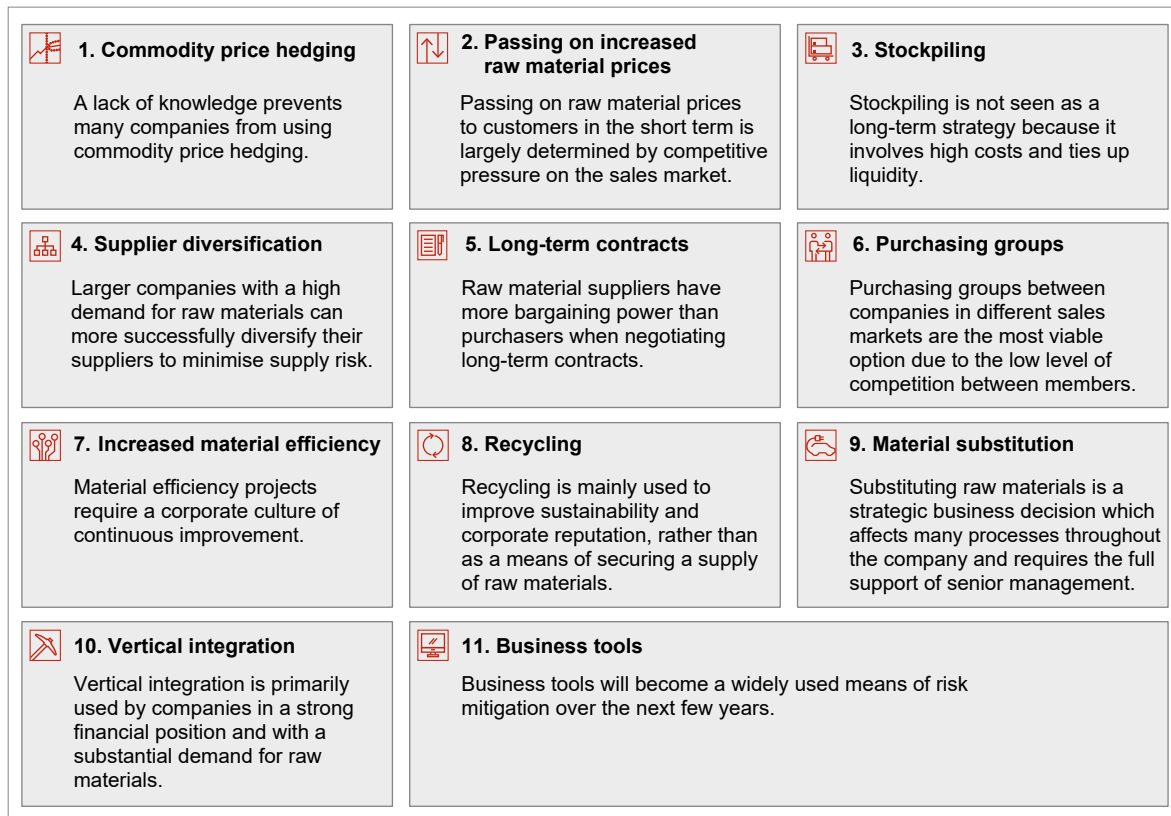 1. Commodity price hedging
A lack of knowledge prevents
many companies from using
commodity price hedging.
2. Passing on increased
raw material prices
Passing on raw material prices
to customers in the short term is
largely determined by competitive
pressure on the sales market.
3. Stockpiling
Stockpiling is not seen as a
long-term strategy because it
involves high costs and ties up
liquidity.
4. Supplier diversification
Larger companies with a high
demand for raw materials can
more successfully diversify their
suppliers to minimise supply risk.
5. Long-term contracts
Raw material suppliers have
more bargaining power than
purchasers when negotiating
long-term contracts.
6. Purchasing groups
Purchasing groups between
companies in different sales
markets are the most viable
option due to the low level of
competition between members.
7. Increased material efficiency
Material efficiency projects
require a corporate culture of
continuous improvement.
8. Recycling
Recycling is mainly used to
improve sustainability and
corporate reputation, rather than
as a means of securing a supply
of raw materials.
9. Material substitution
Substituting raw materials is a
strategic business decision which
affects many processes throughout
the company and requires the full
support of senior management.
10. Vertical integration
Vertical integration is primarily
used by companies in a strong
financial position and with a
substantial demand for raw
materials.
11. Business tools
Business tools will become a widely used means of risk
mitigation over the next few years.